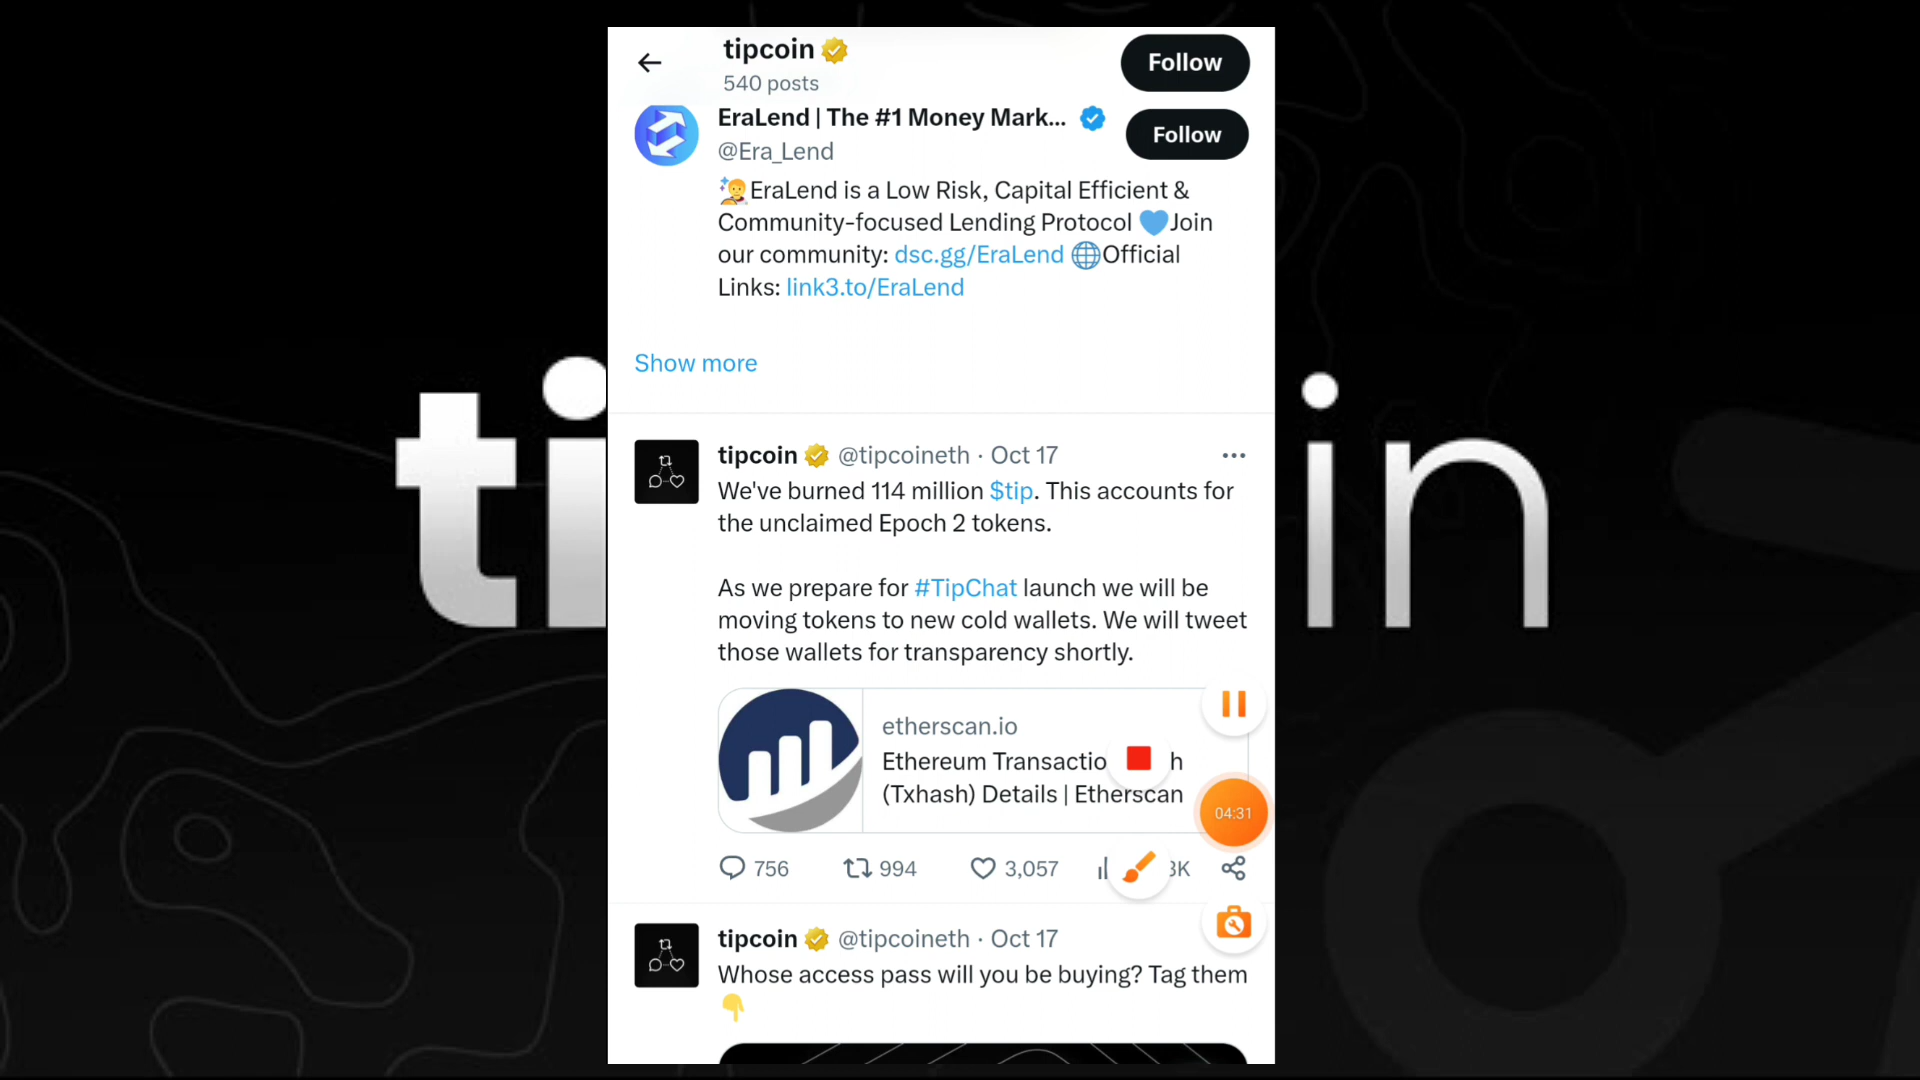 tipcoin
540 posts
Follow
EraLend | The #1 Money Mark...
@Era_Lend
Follow
EraLend is a Low Risk, Capital Efficient &
Community-focused Lending Protocol 💙Join
our community: dsc.gg/EraLend 🌐Official
Links: link3.to/EraLend
Show more
ti
in
tipcoin @tipcoineth · Oct 17
We've burned 114 million $tip. This accounts for
the unclaimed Epoch 2 tokens.
As we prepare for #TipChat launch we will be
moving tokens to new cold wallets. We will tweet
those wallets for transparency shortly.
etherscan.io
Ethereum Transactio h
(Txhash) Details | Etherscan
04:31
756
994
3,057
K
tipcoin @tipcoineth · Oct 17
Whose access pass will you be buying? Tag them
👇